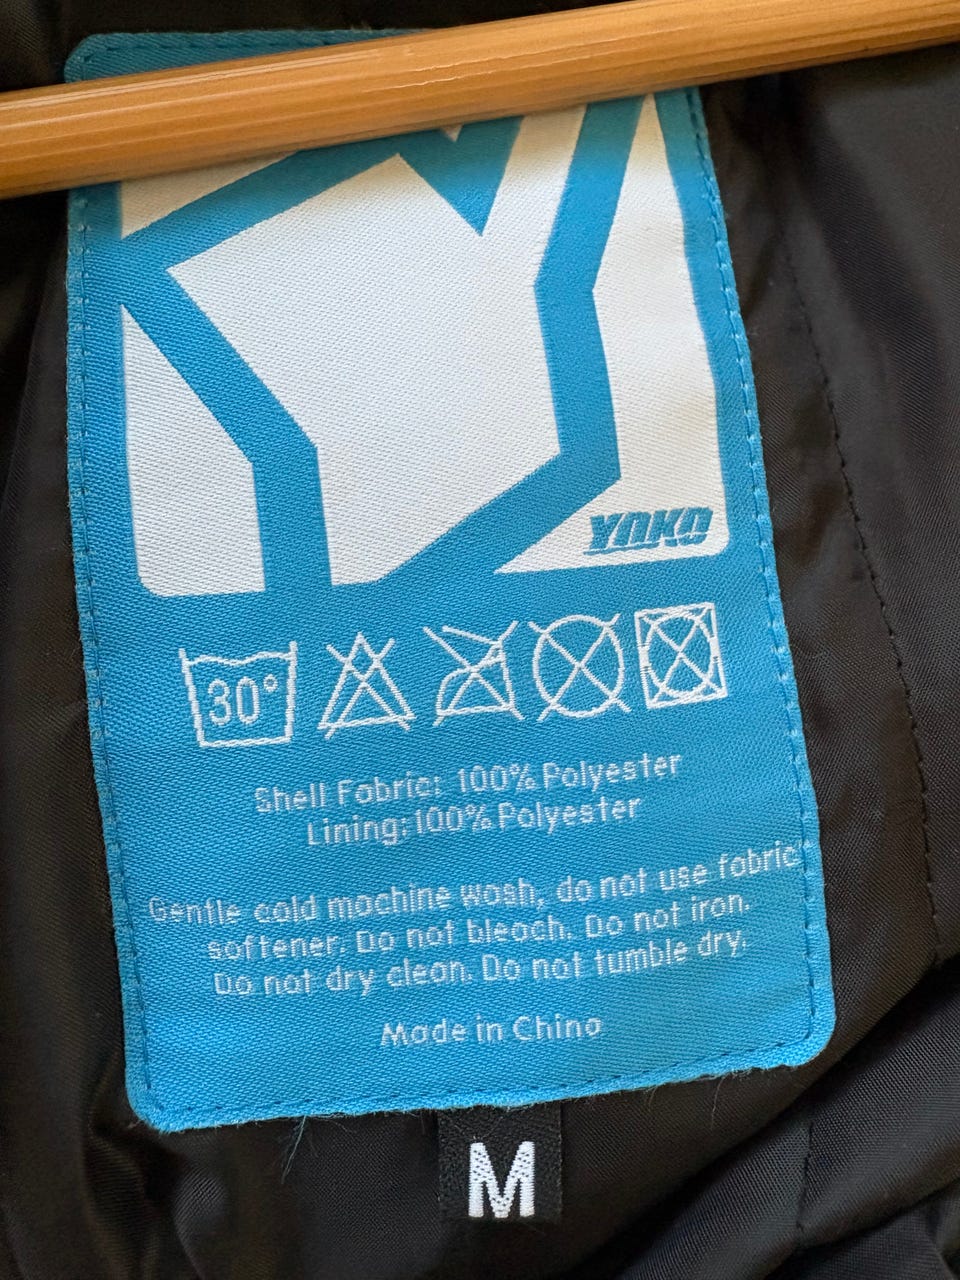 YOKO
30°
Shell Fabric: 100% Polyester
Lining:100% Polyester
Gentle cold machine wash, do not use fabric
softener. Do not bleach. Do not iron.
Do not dry clean. Do not tumble dry.
Made in China
M